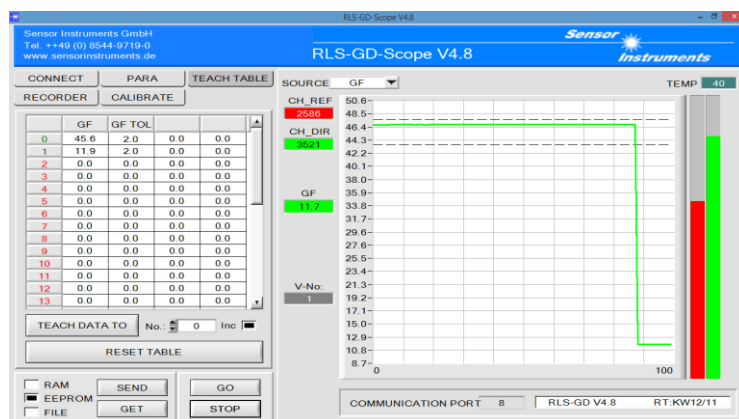 RLS-GD-Scope V4.8
Sensor Instruments GmbH
Tel. ++49 (0) 8544-9719-0
www.sensorinstruments.de
RLS-GD-Scope V4.8
Sensor
Instruments
CONNECT PARA TEACH TABLE
RECORDER CALIBRATE
GF GF TOL
0 45.6 2.0 0.0 0.0
1 11.9 2.0 0.0 0.0
2 0.0 0.0 0.0 0.0
3 0.0 0.0 0.0 0.0
4 0.0 0.0 0.0 0.0
5 0.0 0.0 0.0 0.0
6 0.0 0.0 0.0 0.0
7 0.0 0.0 0.0 0.0
8 0.0 0.0 0.0 0.0
9 0.0 0.0 0.0 0.0
10 0.0 0.0 0.0 0.0
11 0.0 0.0 0.0 0.0
12 0.0 0.0 0.0 0.0
13 0.0 0.0 0.0 0.0
TEACH DATA TO No.: 0 Inc
RESET TABLE
RAM
EEPROM
FILE
SEND GO
GET STOP
SOURCE GF
TEMP 40
CH_REF
2586
CH_DIR
3521
GF
11.7
V-No:
1
50.6
48.5
46.4
44.3
42.2
40.1
38.0
35.9
33.8
31.7
29.6
27.6
25.5
23.4
21.3
19.2
17.1
15.0
12.9
10.8
8.7
0 100
COMMUNICATION PORT 8 RLS-GD V4.8 RT:KW12/11